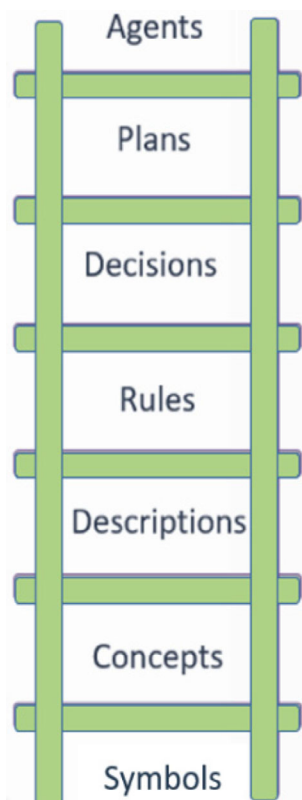 Agents
Plans
Decisions
Rules
Descriptions
Concepts
Symbols